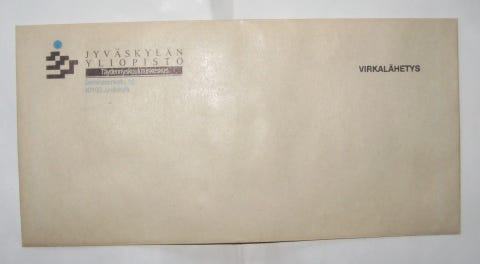 JYVÄSKYLÄN
YLIOPISTO
Täydennyskoulutuskeskus
VIRKALÄHETYS